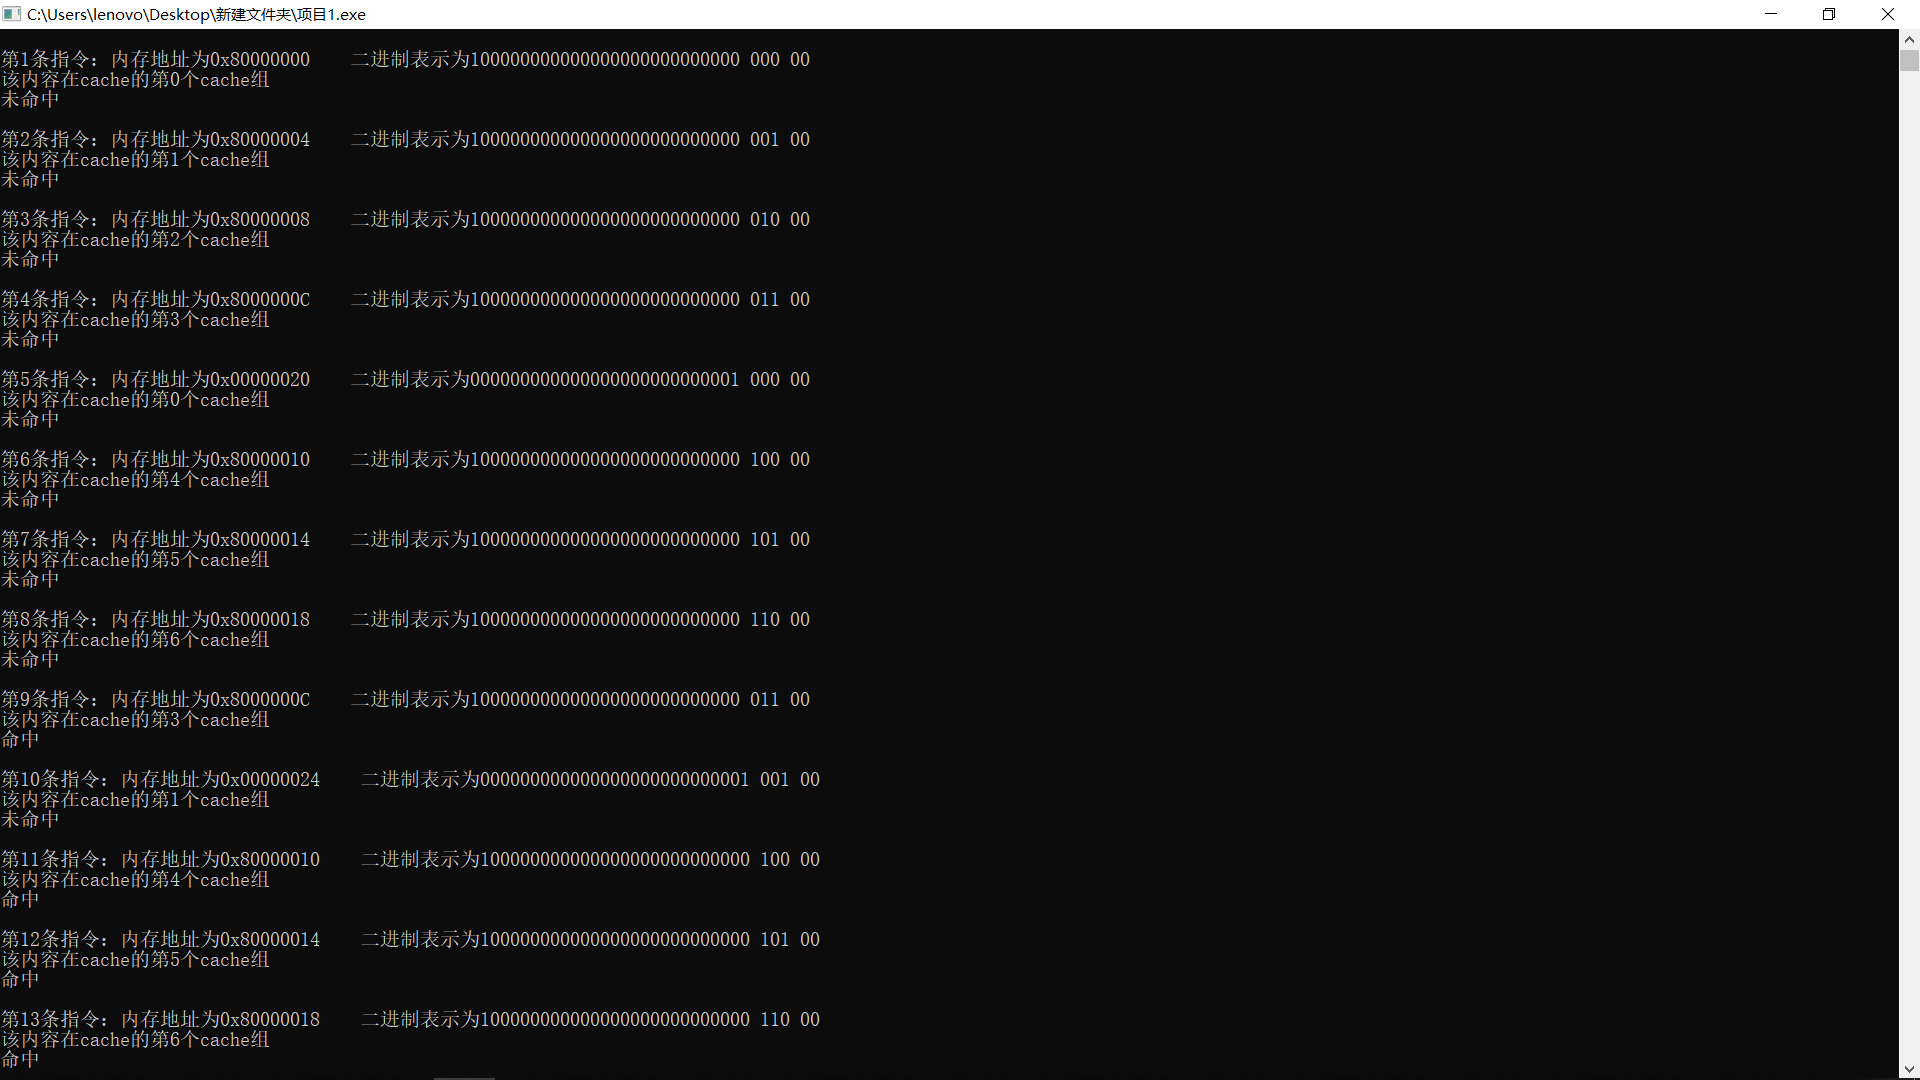 C:\Users\lenovo\Desktop\新建文件夹\项目1.exe
第1条指令：内存地址为0x80000000    二进制表示为100000000000000000000000000 000 00
该内容在cache的第0个cache组
未命中
第2条指令：内存地址为0x80000004    二进制表示为100000000000000000000000000 001 00
该内容在cache的第1个cache组
未命中
第3条指令：内存地址为0x80000008    二进制表示为100000000000000000000000000 010 00
该内容在cache的第2个cache组
未命中
第4条指令：内存地址为0x8000000C    二进制表示为100000000000000000000000000 011 00
该内容在cache的第3个cache组
未命中
第5条指令：内存地址为0x00000020    二进制表示为000000000000000000000000001 000 00
该内容在cache的第0个cache组
未命中
第6条指令：内存地址为0x80000010    二进制表示为100000000000000000000000000 100 00
该内容在cache的第4个cache组
未命中
第7条指令：内存地址为0x80000014    二进制表示为100000000000000000000000000 101 00
该内容在cache的第5个cache组
未命中
第8条指令：内存地址为0x80000018    二进制表示为100000000000000000000000000 110 00
该内容在cache的第6个cache组
未命中
第9条指令：内存地址为0x8000000C    二进制表示为100000000000000000000000000 011 00
该内容在cache的第3个cache组
命中
第10条指令：内存地址为0x00000024    二进制表示为000000000000000000000000001 001 00
该内容在cache的第1个cache组
未命中
第11条指令：内存地址为0x80000010    二进制表示为100000000000000000000000000 100 00
该内容在cache的第4个cache组
命中
第12条指令：内存地址为0x80000014    二进制表示为100000000000000000000000000 101 00
该内容在cache的第5个cache组
命中
第13条指令：内存地址为0x80000018    二进制表示为100000000000000000000000000 110 00
该内容在cache的第6个cache组
命中